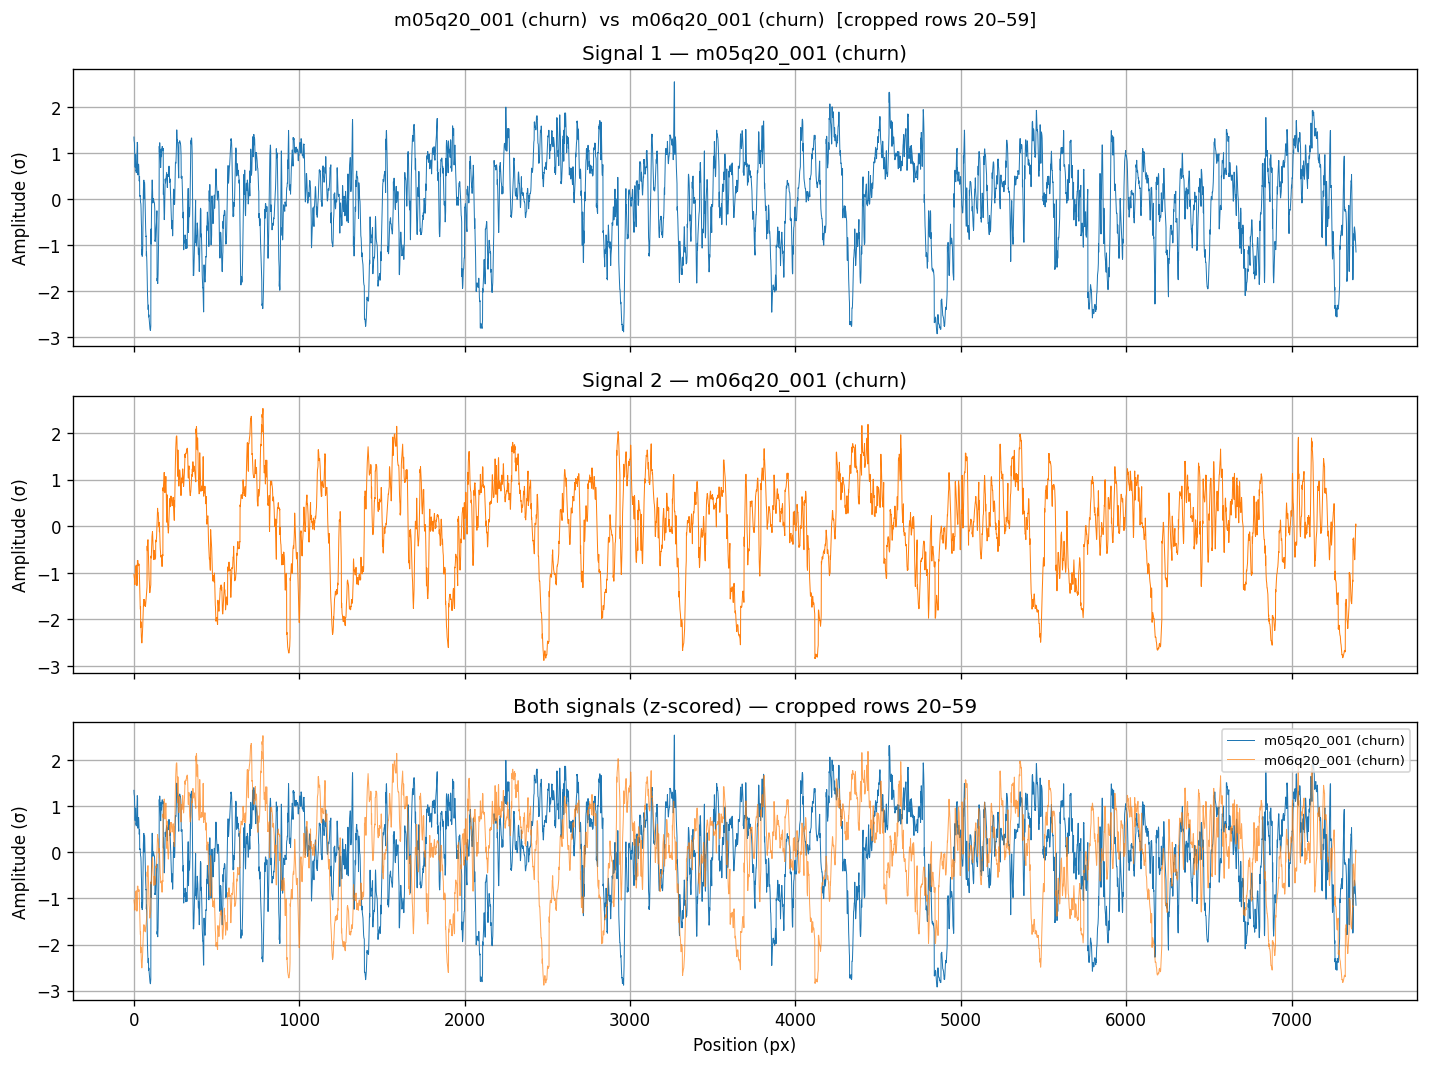 m05q20_001 (churn)  vs  m06q20_001 (churn)  [cropped rows 20–59]
Signal 1 — m05q20_001 (churn)
Amplitude (σ)
2
1
0
−1
−2
−3
Signal 2 — m06q20_001 (churn)
Amplitude (σ)
2
1
0
−1
−2
−3
Both signals (z-scored) — cropped rows 20–59
m05q20_001 (churn)
m06q20_001 (churn)
Amplitude (σ)
2
1
0
−1
−2
−3
0 1000 2000 3000 4000 5000 6000 7000
Position (px)